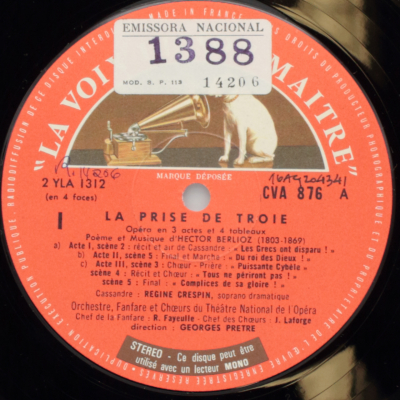 MADE IN FRANCE
EMISSORA NACIONAL
1388
MOD. R. P. 115
14206
"LA VOIX
MAITRE"
R. 14206
MARQUE DÉPOSÉE
2 YLA 1312
(en 4 faces)
CVA 876 A
I
LA PRISE DE TROIE
Opéra en 3 actes et 4 tableaux
Poème et Musique d'HECTOR BERLIOZ (1803-1869)
a) Acte I, scène 2 : récit et air de Cassandre : « Les Grecs ont disparu ! »
b) Acte II, scène 5 : Final et Marche : « Du roi des Dieux ! »
c) Acte III, scène 3 : Chœur - Prière : « Puissante Cybèle »
scène 4 : Récit et Chœur : « Tous ne périront pas ! »
scène 5 : Final : « Complices de sa gloire ! »
Cassandre : REGINE CRESPIN, soprano dramatique
Orchestre, Fanfare et Chœurs du Théâtre National de l'Opéra
Chef de la Fanfare : R. Fayeulle - Chef des Chœurs : J. Laforge
direction : GEORGES PRETRE
STEREO - Ce disque peut être
utilisé avec un lecteur MONO